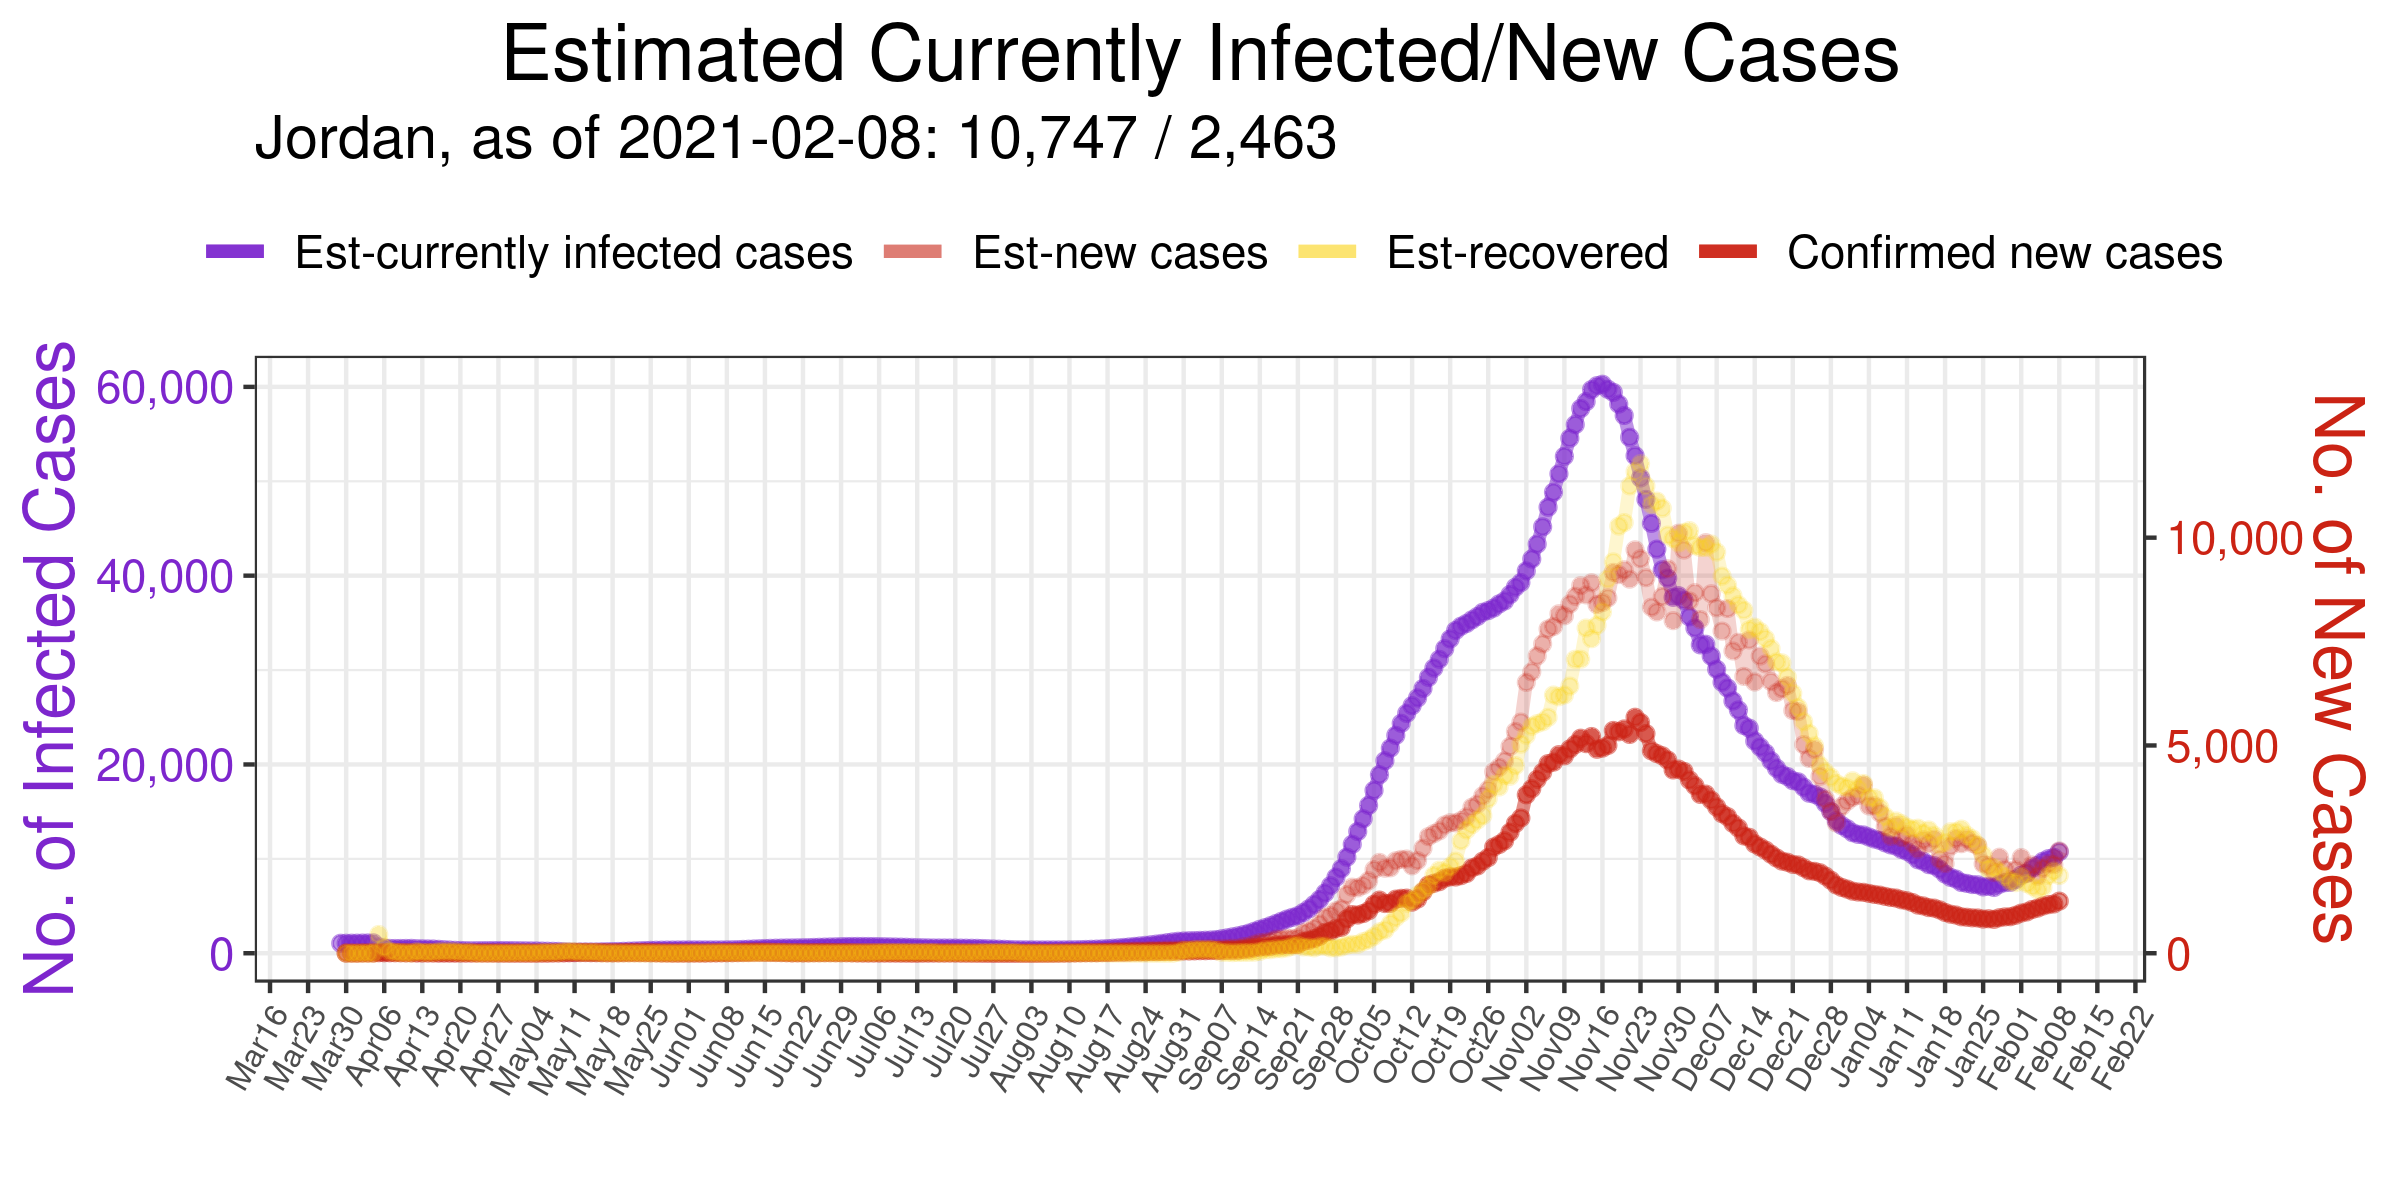 Estimated Currently Infected/New Cases
Jordan, as of 2021-02-08: 10,747 / 2,463
Est-currently infected cases Est-new cases Est-recovered Confirmed new cases
No. of Infected Cases
60,000
40,000
20,000
0
10,000
5,000
0
No. of New Cases
Mar16 Mar23 Mar30 Apr06 Apr13 Apr20 Apr27 May04 May11 May18 May25 Jun01 Jun08 Jun15 Jun22 Jun29 Jul06 Jul13 Jul20 Jul27 Aug03 Aug10 Aug17 Aug24 Aug31 Sep07 Sep14 Sep21 Sep28 Oct05 Oct12 Oct19 Oct26 Nov02 Nov09 Nov16 Nov23 Nov30 Dec07 Dec14 Dec21 Dec28 Jan04 Jan11 Jan18 Jan25 Feb01 Feb08 Feb15 Feb22